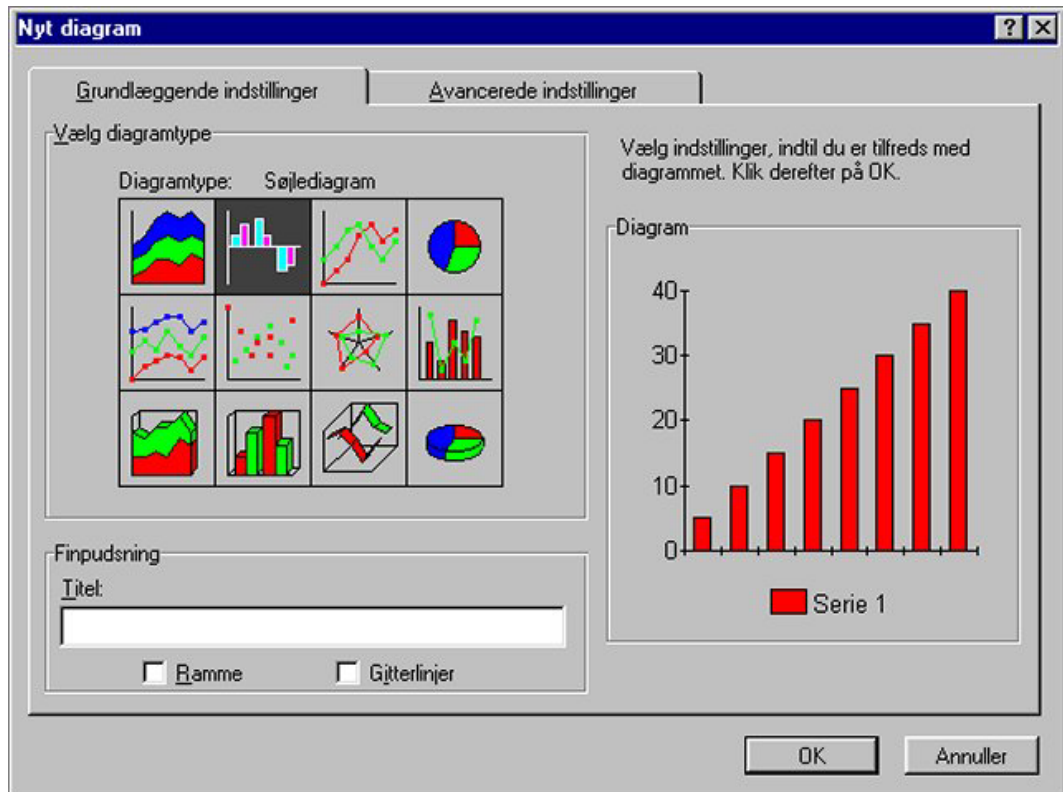 Nyt diagram
Grundlæggende indstillinger
Avancerede indstillinger
Vælg diagramtype
Diagramtype: Søjlediagram
Vælg indstillinger, indtil du er tilfreds med
diagrammet. Klik derefter på OK.
Diagram
40
30
20
10
0
Serie 1
Finpudsning
Titel:
Ramme
Gitterlinjer
OK
Annuller